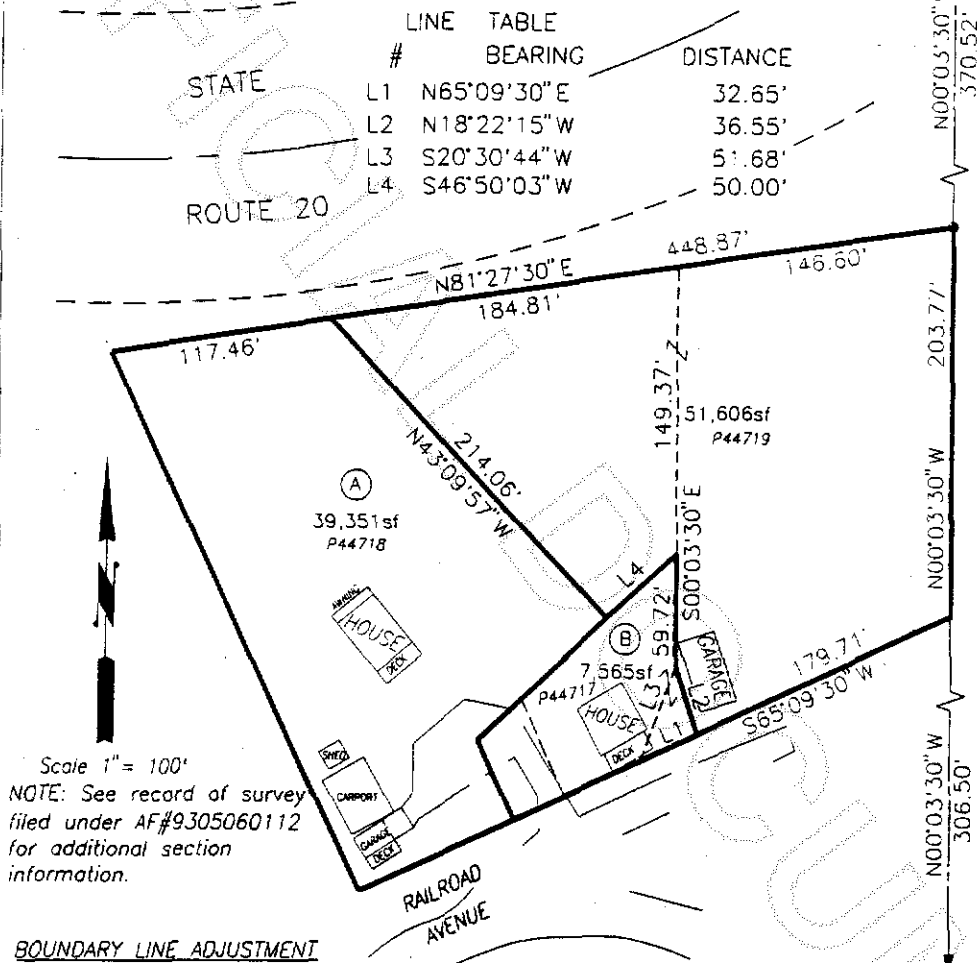 LINE TABLE
# BEARING DISTANCE
L1 N65°09'30"E 32.65'
L2 N18°22'15"W 36.55'
L3 S20°30'44"W 51.68'
L4 S46°50'03"W 50.00'
STATE
ROUTE 20
N00°03'30"
370.52'
448.87'
N81°27'30"E
184.81'
146.60'
117.46'
203.77'
N00°03'30"W
149.37'
51,606sf
P44719
214.06'
N43°09'57"W
A
39,351sf
P44718
S00°03'30"E
L4
59.72'
B
7,565sf
P44717
L3
L2
L1
GARAGE
HOUSE
DECK
179.71'
S65°09'30"W
AWNING
HOUSE
DECK
SHED
CARPORT
GARAGE
DECK
N00°03'30"W
306.50'
N
Scale 1"= 100'
NOTE: See record of survey
filed under AF#9305060112
for additional section
information.
RAILROAD
AVENUE
BOUNDARY LINE ADJUSTMENT